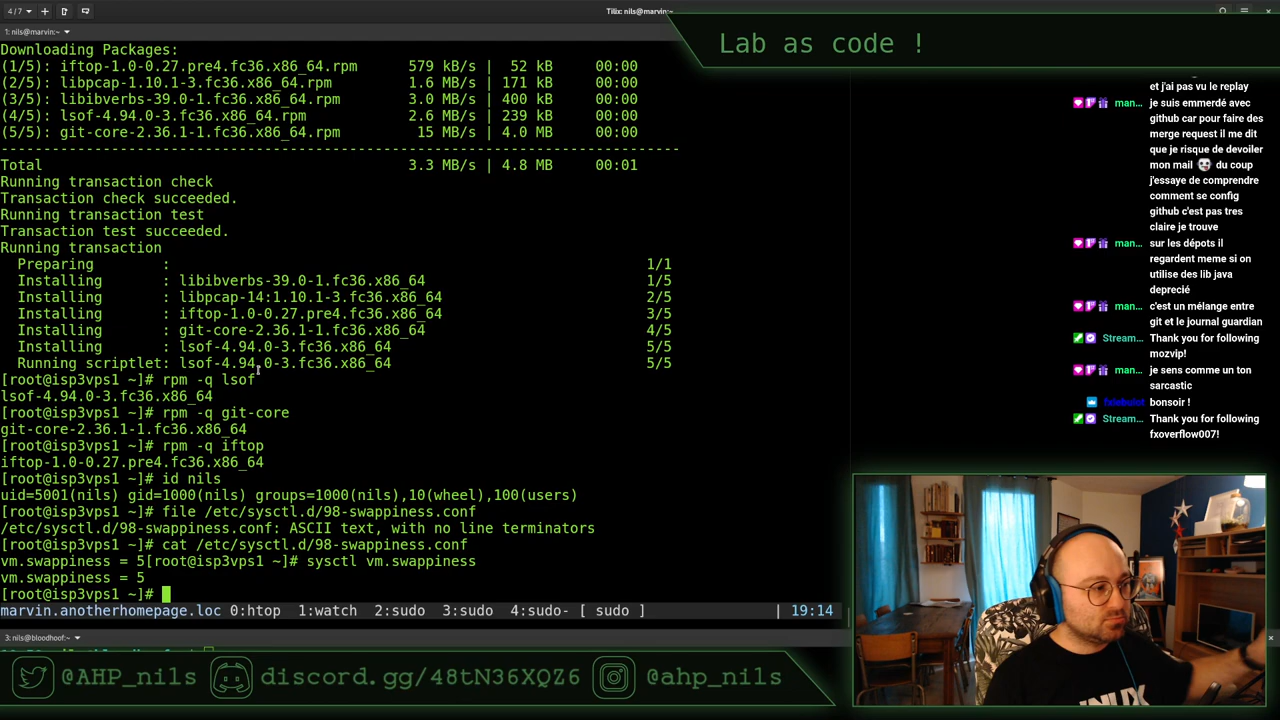 4/7
Tilix: nils@marvin:~
1: nils@marvin:~
Lab as code !
Downloading Packages:
(1/5): iftop-1.0-0.27.pre4.fc36.x86_64.rpm 579 kB/s | 52 kB 00:00
(2/5): libpcap-1.10.1-3.fc36.x86_64.rpm 1.6 MB/s | 171 kB 00:00
(3/5): libibverbs-39.0-1.fc36.x86_64.rpm 3.0 MB/s | 400 kB 00:00
(4/5): lsof-4.94.0-3.fc36.x86_64.rpm 2.6 MB/s | 239 kB 00:00
(5/5): git-core-2.36.1-1.fc36.x86_64.rpm 15 MB/s | 4.0 MB 00:00
--------------------------------------------------------------------------------
Total 3.3 MB/s | 4.8 MB 00:01
Running transaction check
Transaction check succeeded.
Running transaction test
Transaction test succeeded.
Running transaction
Preparing : 1/1
Installing : libibverbs-39.0-1.fc36.x86_64 1/5
Installing : libpcap-14:1.10.1-3.fc36.x86_64 2/5
Installing : iftop-1.0-0.27.pre4.fc36.x86_64 3/5
Installing : git-core-2.36.1-1.fc36.x86_64 4/5
Installing : lsof-4.94.0-3.fc36.x86_64 5/5
Running scriptlet: lsof-4.94.0-3.fc36.x86_64 5/5
[root@isp3vps1 ~]# rpm -q lsof
lsof-4.94.0-3.fc36.x86_64
[root@isp3vps1 ~]# rpm -q git-core
git-core-2.36.1-1.fc36.x86_64
[root@isp3vps1 ~]# rpm -q iftop
iftop-1.0-0.27.pre4.fc36.x86_64
[root@isp3vps1 ~]# id nils
uid=5001(nils) gid=1000(nils) groups=1000(nils),10(wheel),100(users)
[root@isp3vps1 ~]# file /etc/sysctl.d/98-swappiness.conf
/etc/sysctl.d/98-swappiness.conf: ASCII text, with no line terminators
[root@isp3vps1 ~]# cat /etc/sysctl.d/98-swappiness.conf
vm.swappiness = 5[root@isp3vps1 ~]# sysctl vm.swappiness
vm.swappiness = 5
[root@isp3vps1 ~]#
marvin.anotherhomepage.loc 0:htop 1:watch 2:sudo 3:sudo 4:sudo- [ sudo ] | 19:14
3: nils@bloodhoof:~
et j'ai pas vu le replay
man... je suis emmerdé avec
github car pour faire des
merge request il me dit
que je risque de devoiler
mon mail du coup
j'essaye de comprendre
comment se config
github c'est pas tres
claire je trouve
man... sur les dépots il
regardent meme si on
utilise des lib java
deprecié
man... c'est un mélange entre
git et le journal guardian
Stream... Thank you for following
mozvip!
man... je sens comme un ton
sarcastic
bonsoir !
Stream... Thank you for following
fxoverflow007!
@AHP_nils
discord.gg/48tN36XQZ6
@ahp_nils